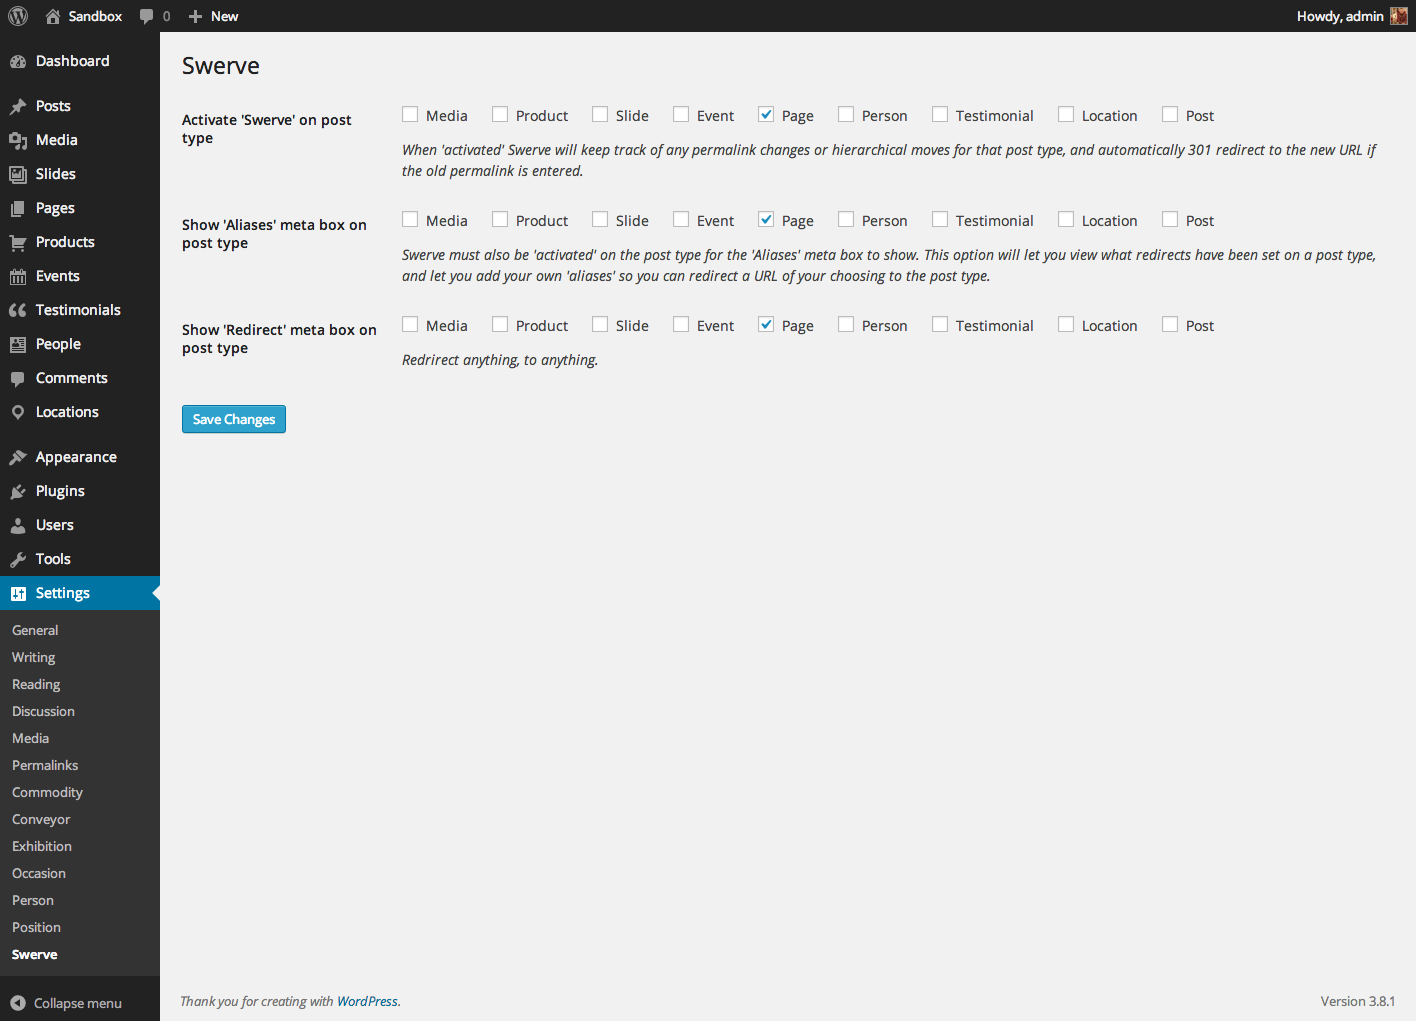 Sandbox 0 New Howdy, admin
Dashboard
Posts
Media
Slides
Pages
Products
Events
Testimonials
People
Comments
Locations
Appearance
Plugins
Users
Tools
Settings
General
Writing
Reading
Discussion
Media
Permalinks
Commodity
Conveyor
Exhibition
Occasion
Person
Position
Swerve
Collapse menu
Swerve
Activate 'Swerve' on post
type
Media Product Slide Event Page Person Testimonial Location Post
When 'activated' Swerve will keep track of any permalink changes or hierarchical moves for that post type, and automatically 301 redirect to the new URL if
the old permalink is entered.
Show 'Aliases' meta box on
post type
Media Product Slide Event Page Person Testimonial Location Post
Swerve must also be 'activated' on the post type for the 'Aliases' meta box to show. This option will let you view what redirects have been set on a post type,
and let you add your own 'aliases' so you can redirect a URL of your choosing to the post type.
Show 'Redirect' meta box on
post type
Media Product Slide Event Page Person Testimonial Location Post
Redrirect anything, to anything.
Save Changes
Thank you for creating with WordPress. Version 3.8.1